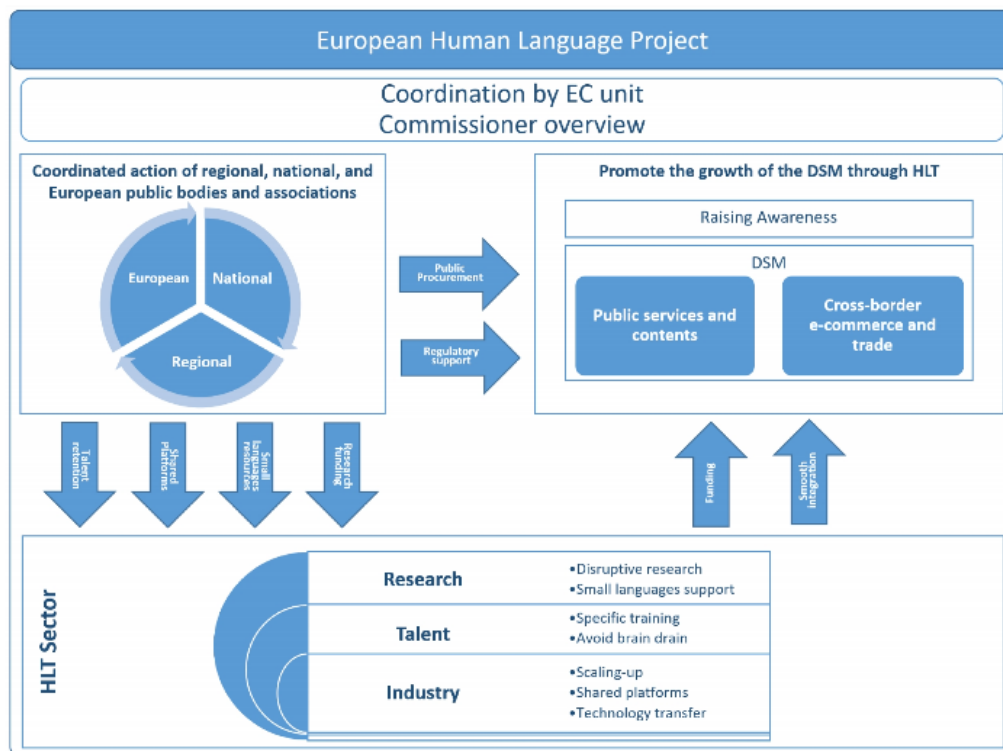 European Human Language Project
Coordination by EC unit
Commissioner overview
Coordinated action of regional, national, and
European public bodies and associations
European
National
Regional
Public
Procurement
Regulatory
support
Promote the growth of the DSM through HLT
Raising Awareness
DSM
Public services and
contents
Cross-border
e-commerce and
trade
Talent
retention
Shared
Platforms
Small
languages
resources
Research
funding
Funding
Smooth
integration
HLT Sector
Research
•Disruptive research
•Small languages support
Talent
•Specific training
•Avoid brain drain
Industry
•Scaling-up
•Shared platforms
•Technology transfer